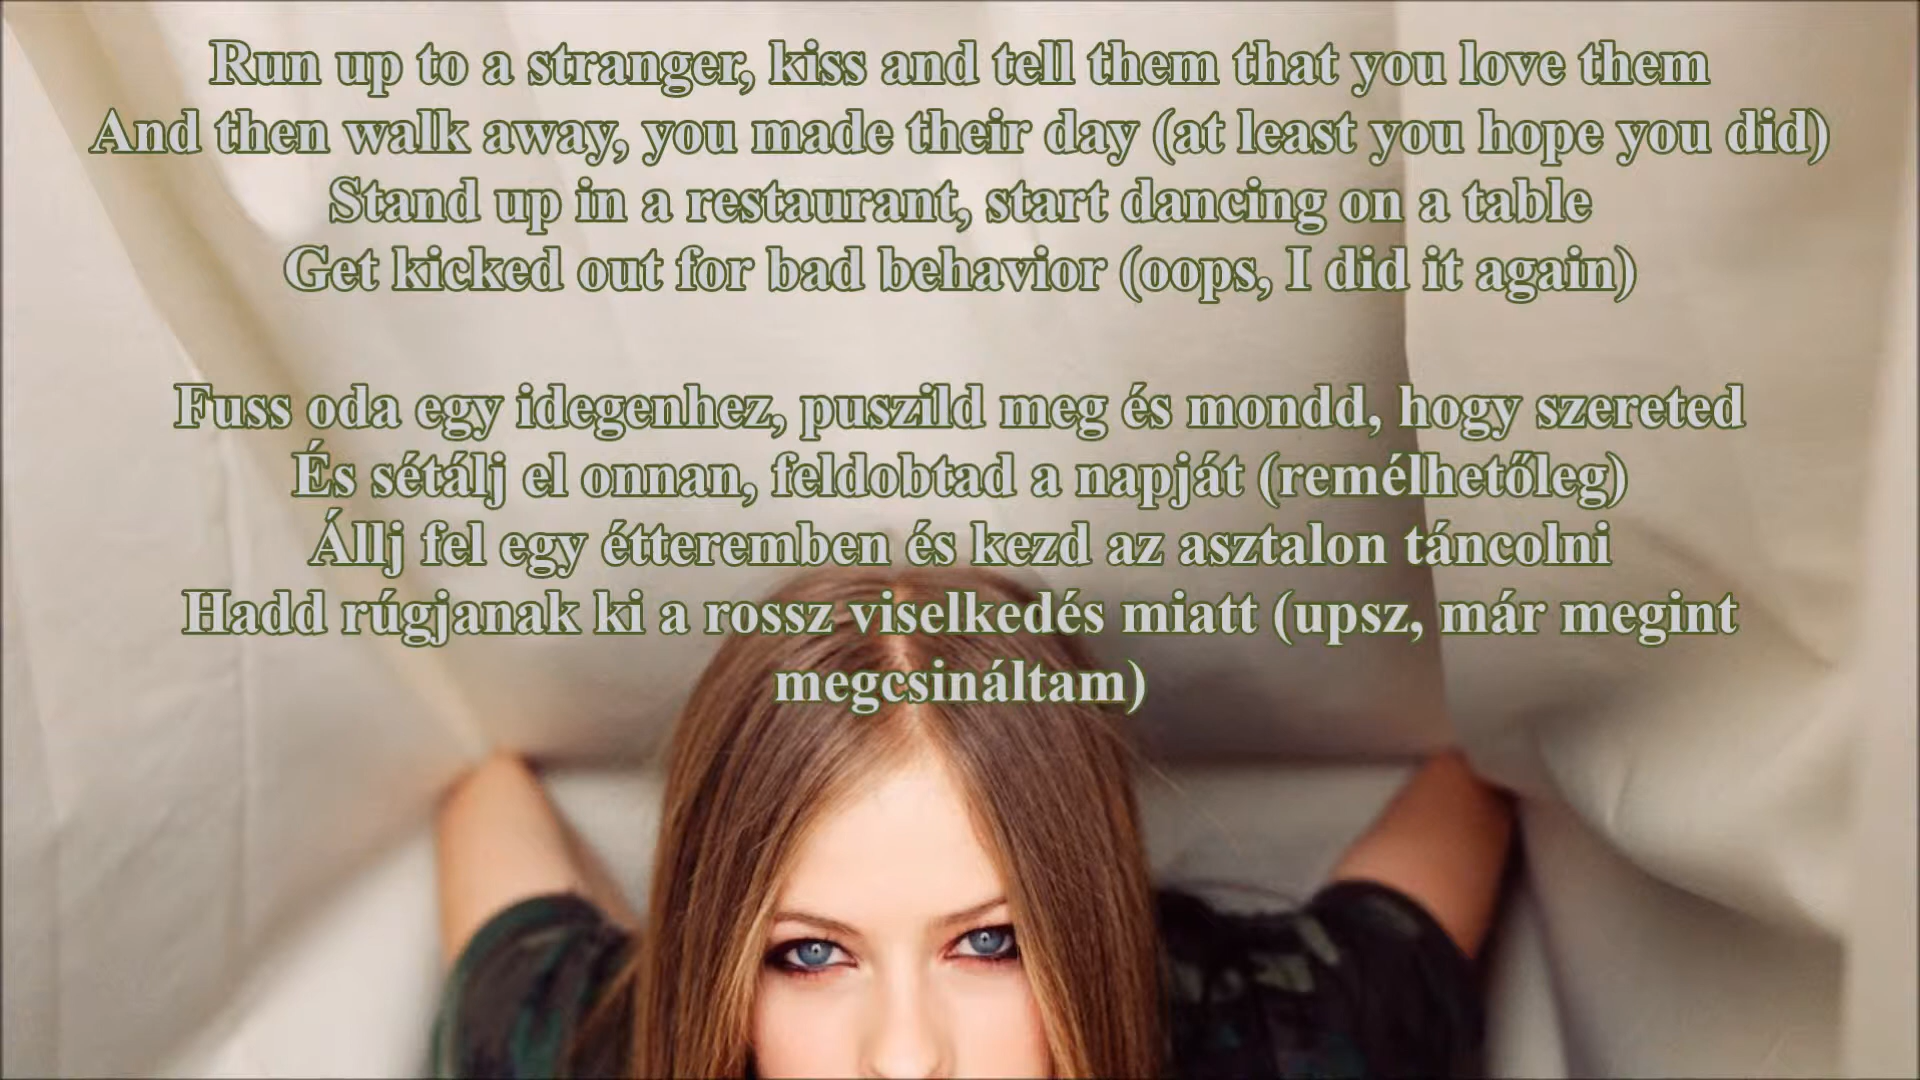 Run up to a stranger, kiss and tell them that you love them
And then walk away, you made their day (at least you hope you did)
Stand up in a restaurant, start dancing on a table
Get kicked out for bad behavior (oops, I did it again)
Fuss oda egy idegenhez, puszild meg és mondd, hogy szereted
És sétálj el onnan, feldobtad a napját (remélhetőleg)
Állj fel egy étteremben és kezd az asztalon táncolni
Hadd rúgjanak ki a rossz viselkedés miatt (upsz, már megint
megcsináltam)